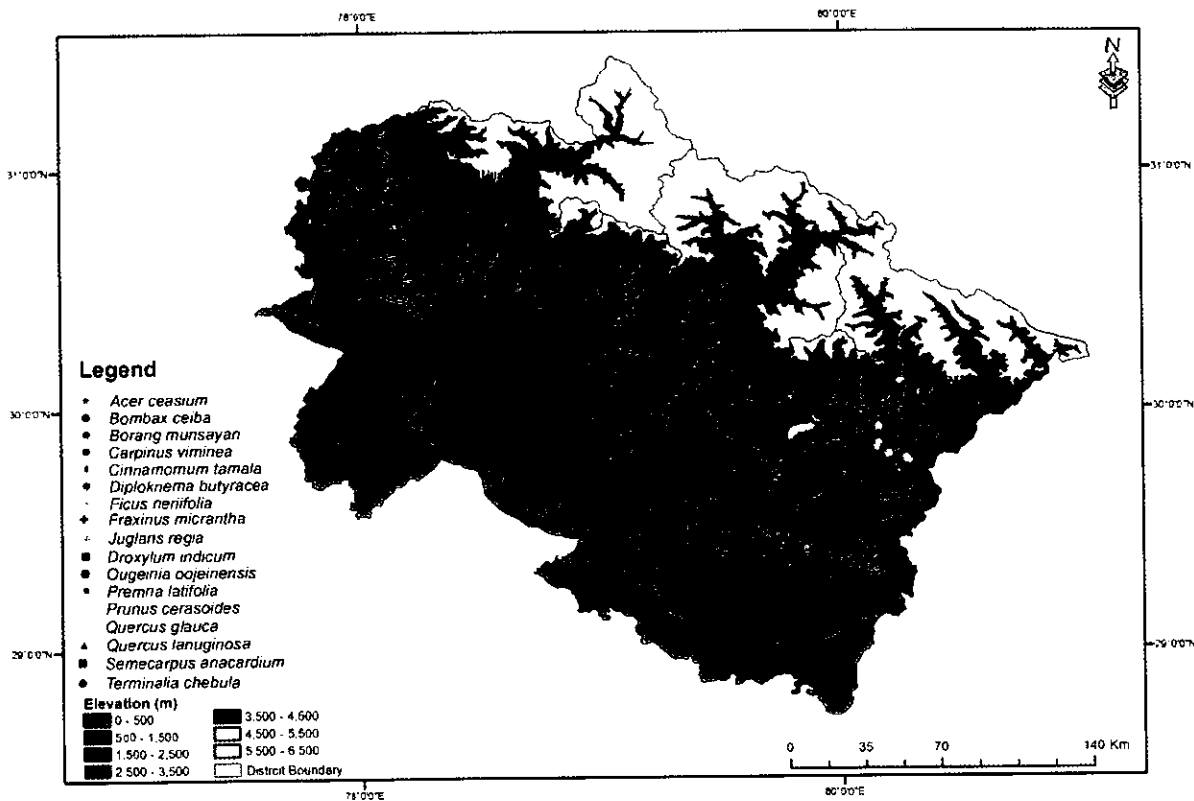 78°0'0"E 80°0'0"E
N
31°0'0"N 31°0'0"N
30°0'0"N 30°0'0"N
29°0'0"N 29°0'0"N
Legend
Acer ceasium
Bombax ceiba
Borang munsayan
Carpinus viminea
Cinnamomum tamala
Diploknema butyracea
Ficus neriifolia
Fraxinus micrantha
Juglans regia
Droxylum indicum
Ougeinia oojeinensis
Premna latifolia
Prunus cerasoides
Quercus glauca
Quercus lanuginosa
Semecarpus anacardium
Terminalia chebula
Elevation (m)
0 - 500 3,500 - 4,500
500 - 1,500 4,500 - 5,500
1,500 - 2,500 5,500 - 6,500
2,500 - 3,500 Distrcit Boundary
0 35 70 140 Km
78°0'0"E 80°0'0"E